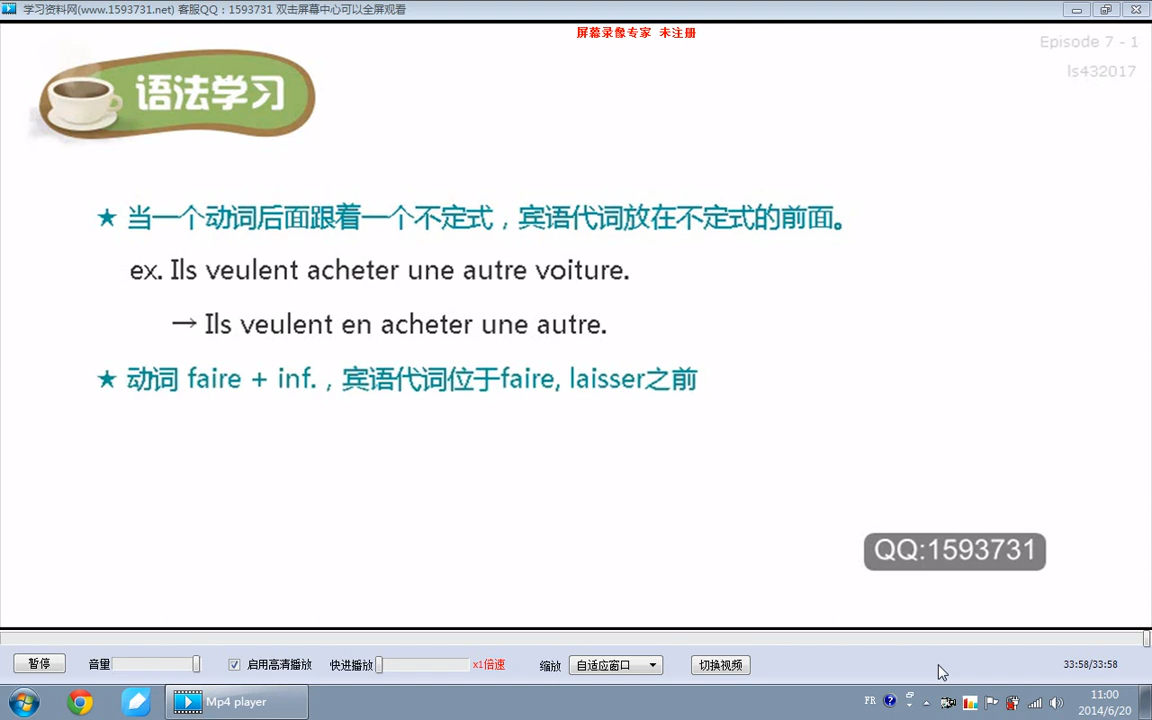 学习资料网(www.1593731.net) 客服QQ：1593731 双击屏幕中心可以全屏观看
屏幕录像专家 未注册
Episode 7 - 1
ls432017
语法学习
★ 当一个动词后面跟着一个不定式，宾语代词放在不定式的前面。
ex. Ils veulent acheter une autre voiture.
→ Ils veulent en acheter une autre.
★ 动词 faire + inf.，宾语代词位于faire, laisser之前
QQ:1593731
暂停 音量 启用高清播放 快进播放 x1倍速 缩放 自适应窗口 切换视频 33:58/33:58
Mp4 player FR 11:00
2014/6/20